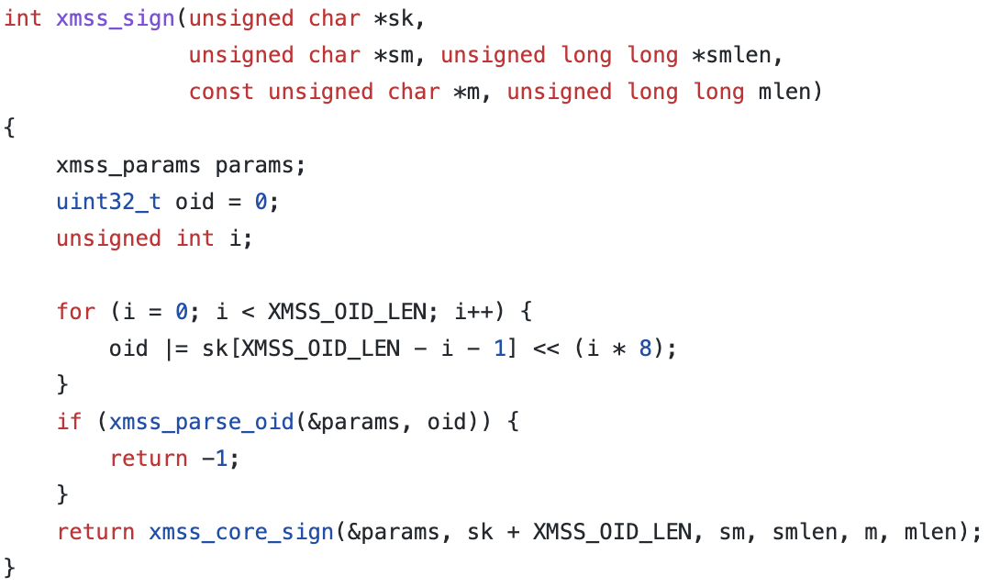 int xmss_sign(unsigned char *sk,
              unsigned char *sm, unsigned long long *smlen,
              const unsigned char *m, unsigned long long mlen)
{
    xmss_params params;
    uint32_t oid = 0;
    unsigned int i;

    for (i = 0; i < XMSS_OID_LEN; i++) {
        oid |= sk[XMSS_OID_LEN - i - 1] << (i * 8);
    }
    if (xmss_parse_oid(&params, oid)) {
        return -1;
    }
    return xmss_core_sign(&params, sk + XMSS_OID_LEN, sm, smlen, m, mlen);
}